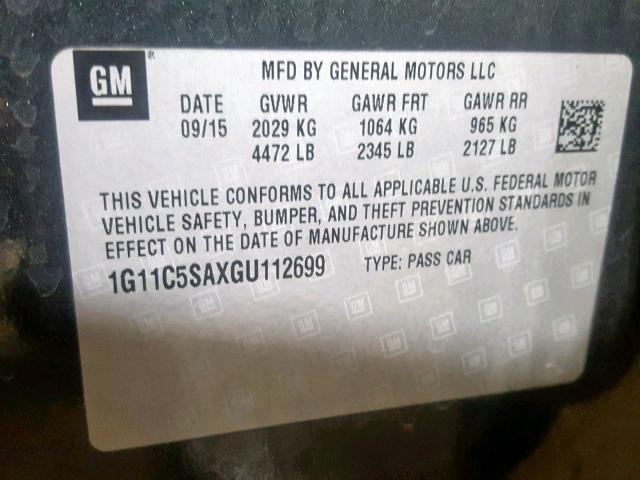 GM
MFD BY GENERAL MOTORS LLC
DATE GVWR GAWR FRT GAWR RR
09/15 2029 KG 1064 KG 965 KG
4472 LB 2345 LB 2127 LB
THIS VEHICLE CONFORMS TO ALL APPLICABLE U.S. FEDERAL MOTOR
VEHICLE SAFETY, BUMPER, AND THEFT PREVENTION STANDARDS IN
EFFECT ON THE DATE OF MANUFACTURE SHOWN ABOVE.
1G11C5SAXGU112699 TYPE: PASS CAR